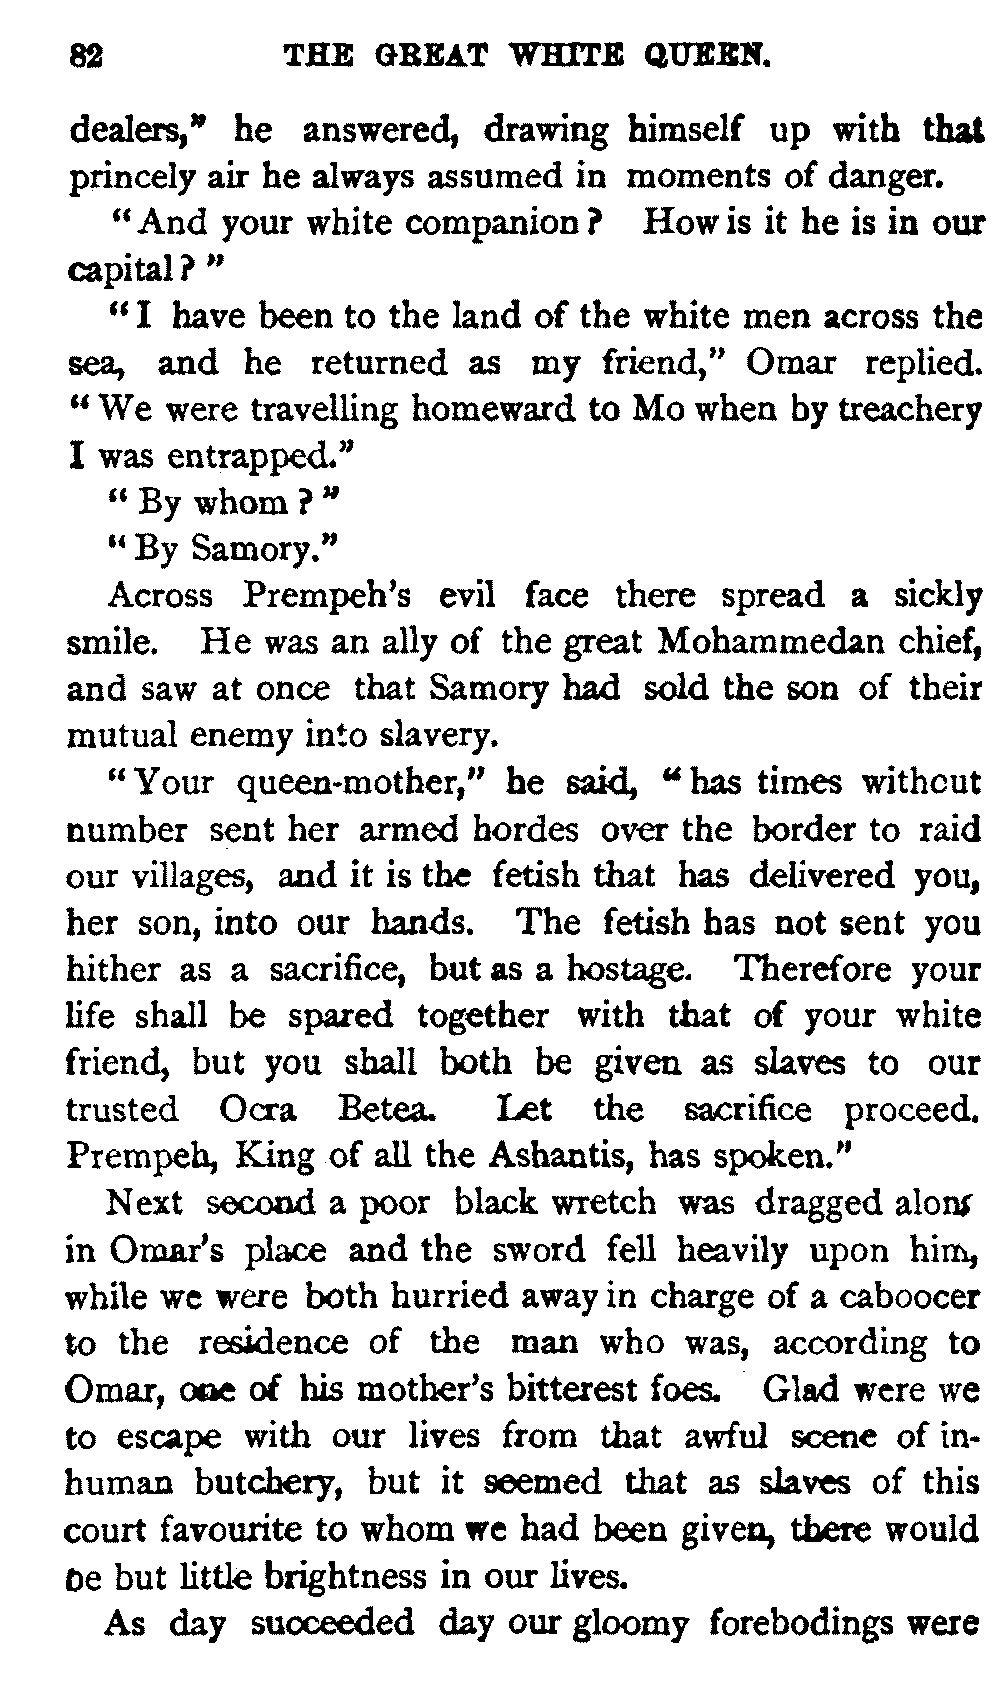 82 THE GREAT WHITE QUEEN.
dealers," he answered, drawing himself up with that
princely air he always assumed in moments of danger.
"And your white companion? How is it he is in our
capital?"
"I have been to the land of the white men across the
sea, and he returned as my friend," Omar replied.
"We were travelling homeward to Mo when by treachery
I was entrapped."
"By whom?"
"By Samory."
Across Prempeh's evil face there spread a sickly
smile. He was an ally of the great Mohammedan chief,
and saw at once that Samory had sold the son of their
mutual enemy into slavery.
"Your queen-mother," he said, "has times without
number sent her armed hordes over the border to raid
our villages, and it is the fetish that has delivered you,
her son, into our hands. The fetish has not sent you
hither as a sacrifice, but as a hostage. Therefore your
life shall be spared together with that of your white
friend, but you shall both be given as slaves to our
trusted Ocra Betea. Let the sacrifice proceed.
Prempeh, King of all the Ashantis, has spoken."
Next second a poor black wretch was dragged along
in Omar's place and the sword fell heavily upon him,
while we were both hurried away in charge of a caboocer
to the residence of the man who was, according to
Omar, one of his mother's bitterest foes. Glad were we
to escape with our lives from that awful scene of in-
human butchery, but it seemed that as slaves of this
court favourite to whom we had been given, there would
be but little brightness in our lives.
As day succeeded day our gloomy forebodings were